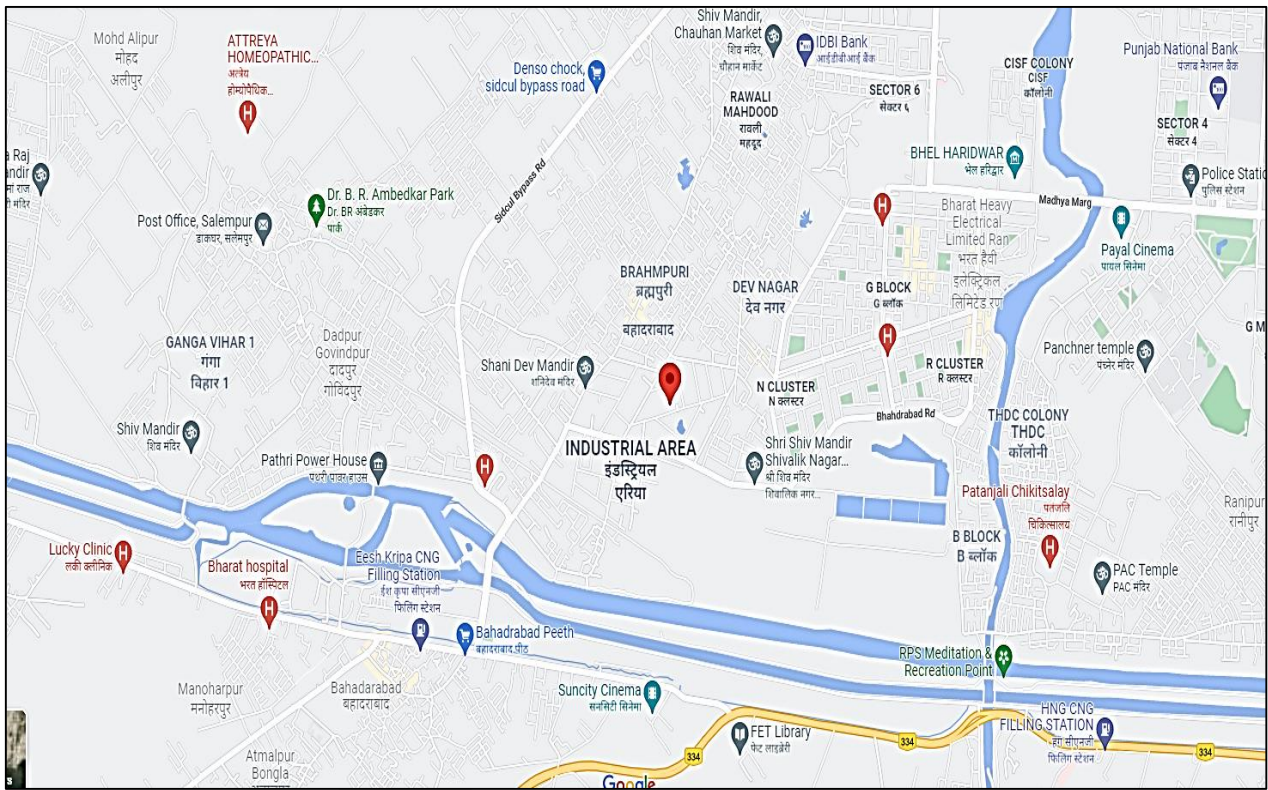 Mohd Alipur
मोहद
अलीपुर
ATTREYA
HOMEOPATHIC...
अत्रेय
होम्योपैथिक...
Denso chock,
sidcul bypass road
Shiv Mandir,
Chauhan Market
शिव मंदिर,
चौहान मार्केट
IDBI Bank
आईडीबीआई बैंक
CISF COLONY
CISF
कॉलोनी
Punjab National Bank
पंजाब नैशनल बैंक
SECTOR 6
सेक्टर ६
RAWALI
MAHDOOD
रावली
महदूद
SECTOR 4
सेक्टर 4
a Raj
andir
मां राज
री मंदिर
BHEL HARIDWAR
भेल हरिद्वार
Police Static
पुलिस स्टेशन
Sidcul Bypass Rd
Dr. B. R. Ambedkar Park
Dr. BR अंबेडकर
पार्क
Post Office, Salempur
डाकघर, सलेमपुर
Madhya Marg
Bharat Heavy
Electrical
Limited Ran
भरत हैवी
इलेक्ट्रिकल
लिमिटेड राण
Payal Cinema
पायल सिनेमा
BRAHMPURI
ब्रह्मपुरी
बहादराबाद
DEV NAGAR
देव नगर
G BLOCK
G ब्लॉक
G M
GANGA VIHAR 1
गंगा
विहार 1
Dadpur
Govindpur
दादपुर
गोविंदपुर
Shani Dev Mandir
शनिदेव मंदिर
Panchner temple
पंच्नेर मंदिर
R CLUSTER
R क्लस्टर
N CLUSTER
N क्लस्टर
Bhahdrabad Rd
THDC COLONY
THDC
कॉलोनी
Shiv Mandir
शिव मंदिर
INDUSTRIAL AREA
इंडस्ट्रियल
एरिया
Shri Shiv Mandir
Shivalik Nagar...
श्री शिव मंदिर
शिवालिक नगर...
Pathri Power House
पथरी पावर हाउस
Patanjali Chikitsalay
पतंजलि
चिकित्सालय
Ranipur
रानीपुर
B BLOCK
B ब्लॉक
Lucky Clinic
लकी क्लीनिक
Bharat hospital
भरत हॉस्पिटल
Eesh Kripa CNG
Filling Station
ईश कृपा सीएनजी
फिलिंग स्टेशन
PAC Temple
PAC मंदिर
Bahadrabad Peeth
बहादराबाद पीठ
RPS Meditation &
Recreation Point
Manoharpur
मनोहरपुर
Bahadarabad
बहादराबाद
Suncity Cinema
सनसिटी सिनेमा
HNG CNG
FILLING STATION
हंग सीएनजी
फिलिंग स्टेशन
FET Library
फेट लाइब्रेरी
334
334
334
Atmalpur
Bongla
Google